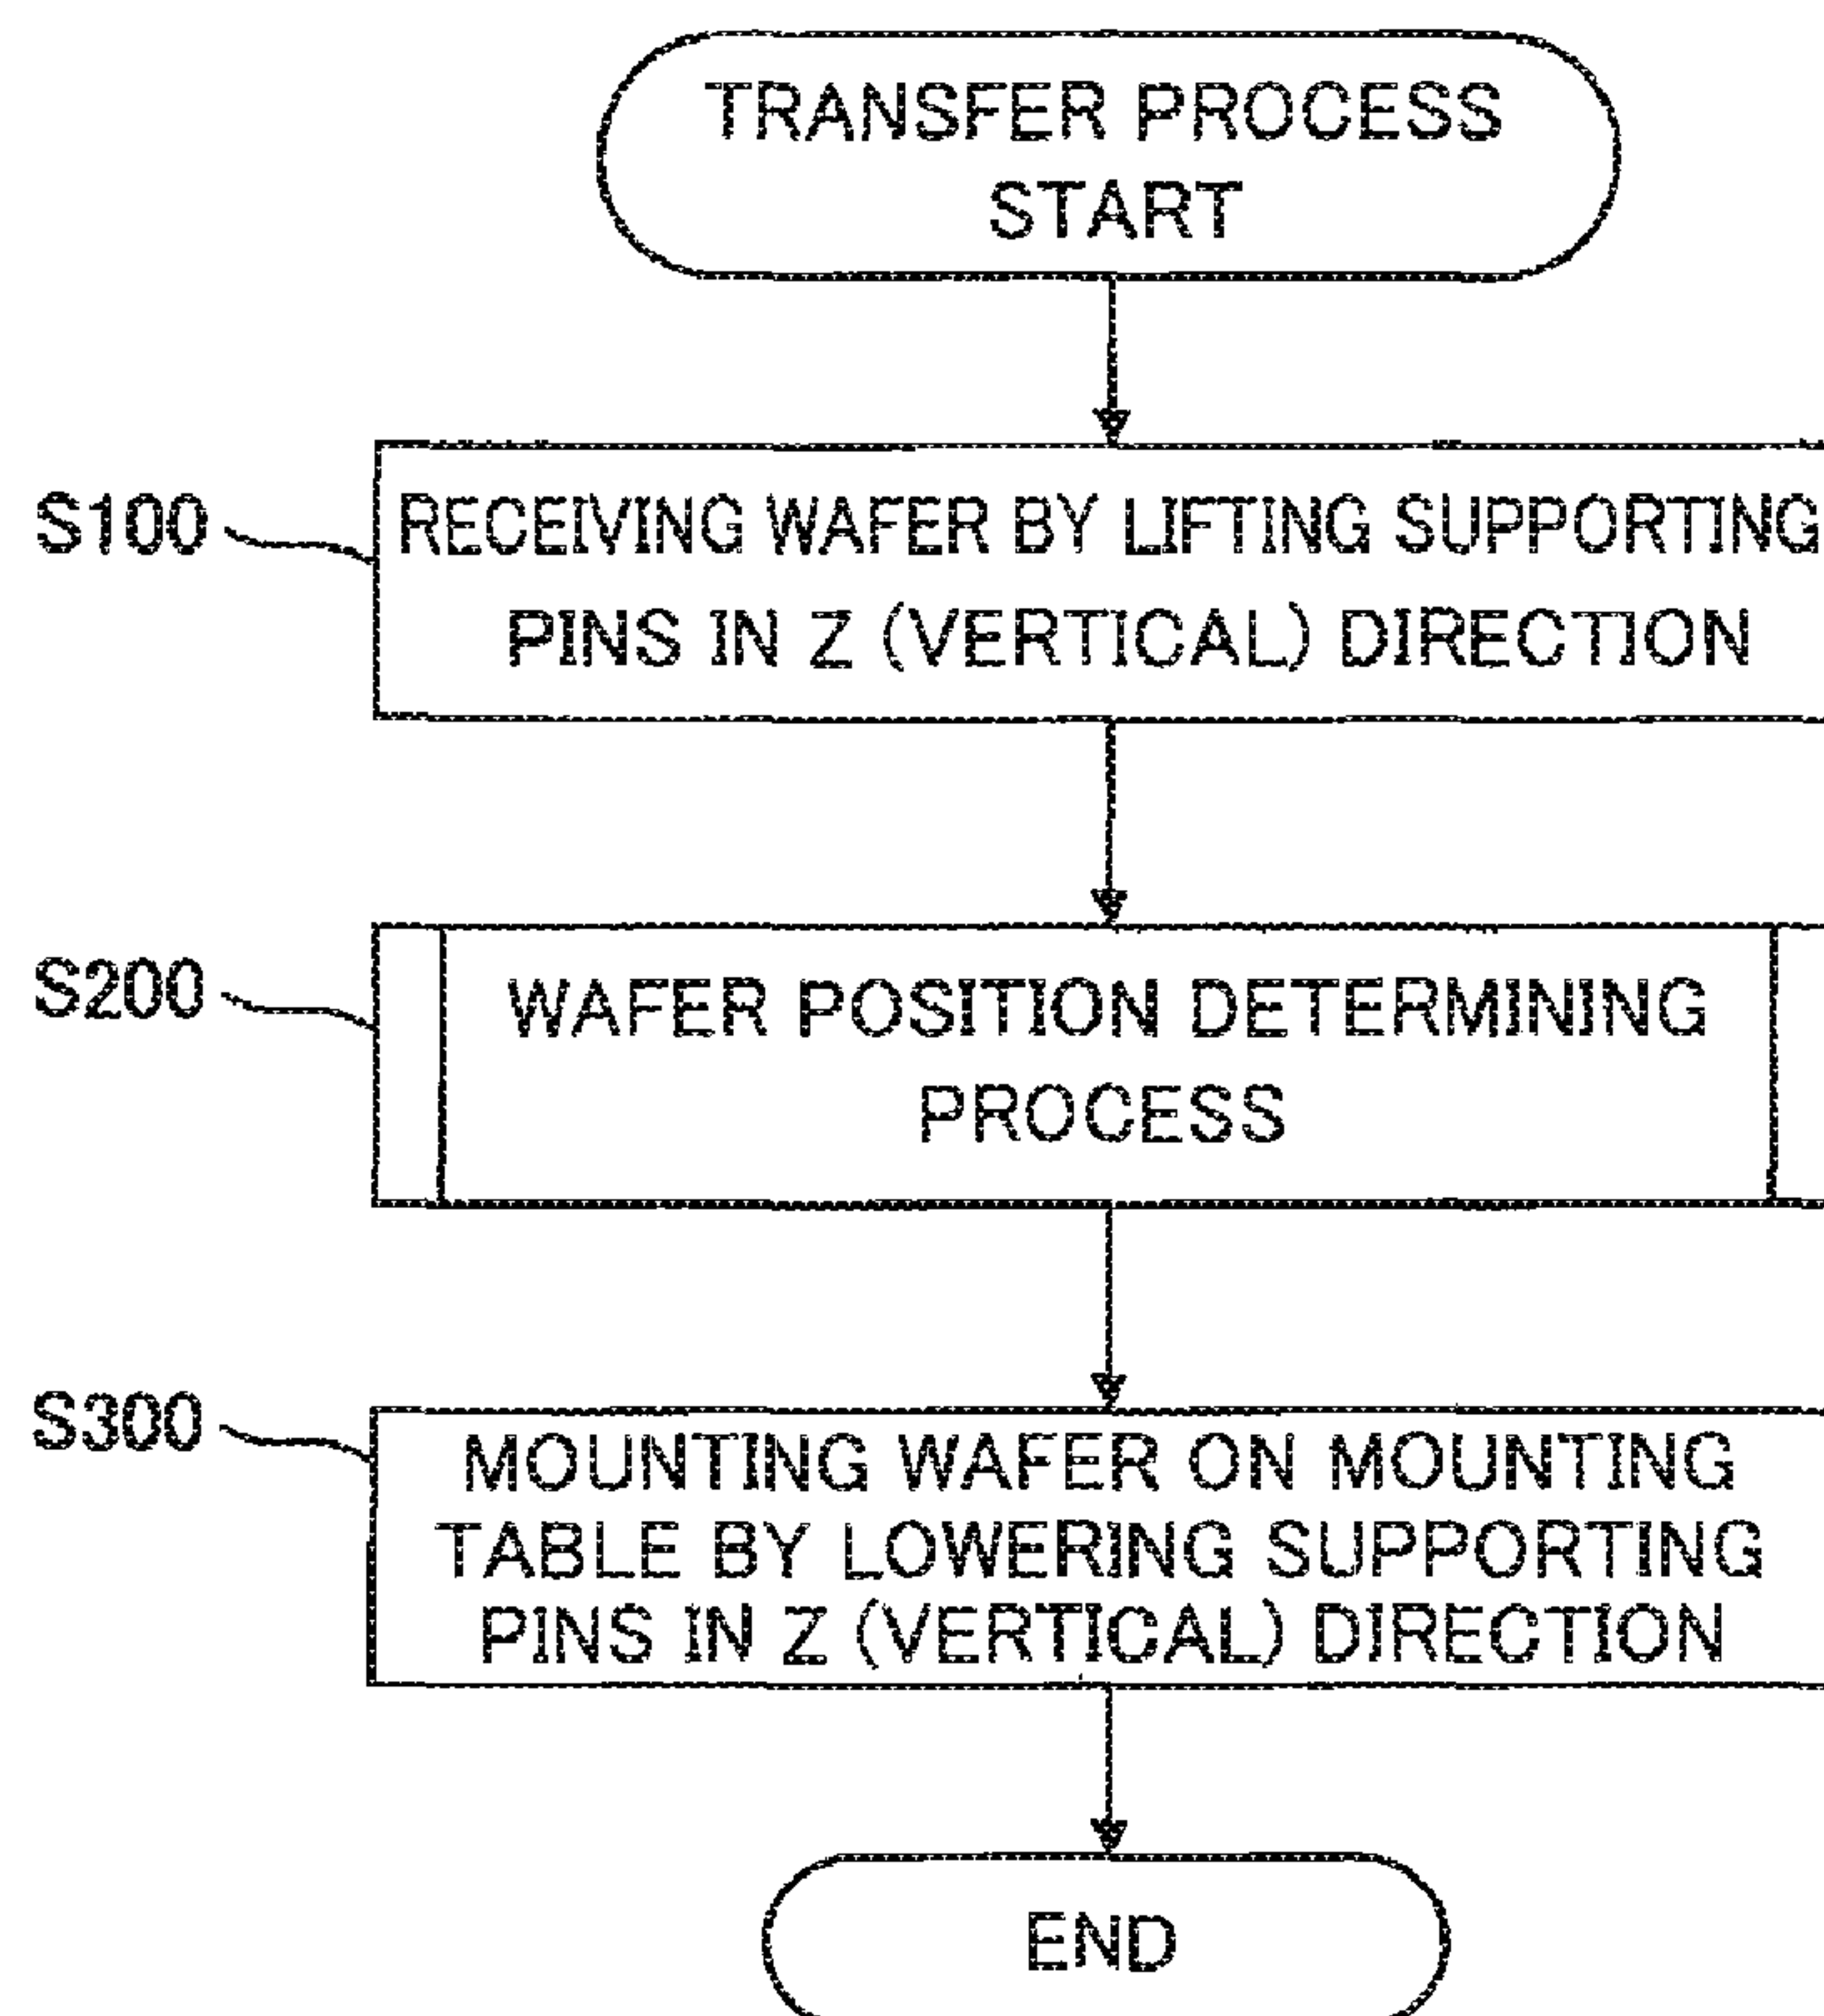 TRANSFER PROCESS
START
S100
RECEIVING WAFER BY LIFTING SUPPORTING
PINS IN Z (VERTICAL) DIRECTION
S200
WAFER POSITION DETERMINING
PROCESS
S300
MOUNTING WAFER ON MOUNTING
TABLE BY LOWERING SUPPORTING
PINS IN Z (VERTICAL) DIRECTION
END